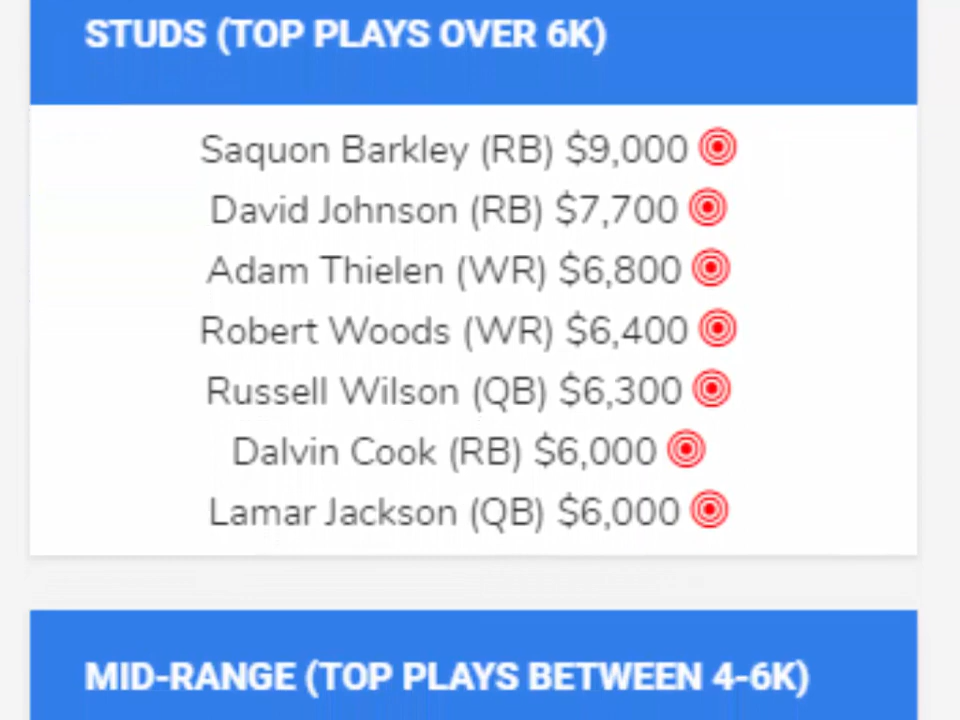 STUDS (TOP PLAYS OVER 6K)
Saquon Barkley (RB) $9,000
David Johnson (RB) $7,700
Adam Thielen (WR) $6,800
Robert Woods (WR) $6,400
Russell Wilson (QB) $6,300
Dalvin Cook (RB) $6,000
Lamar Jackson (QB) $6,000
MID-RANGE (TOP PLAYS BETWEEN 4-6K)